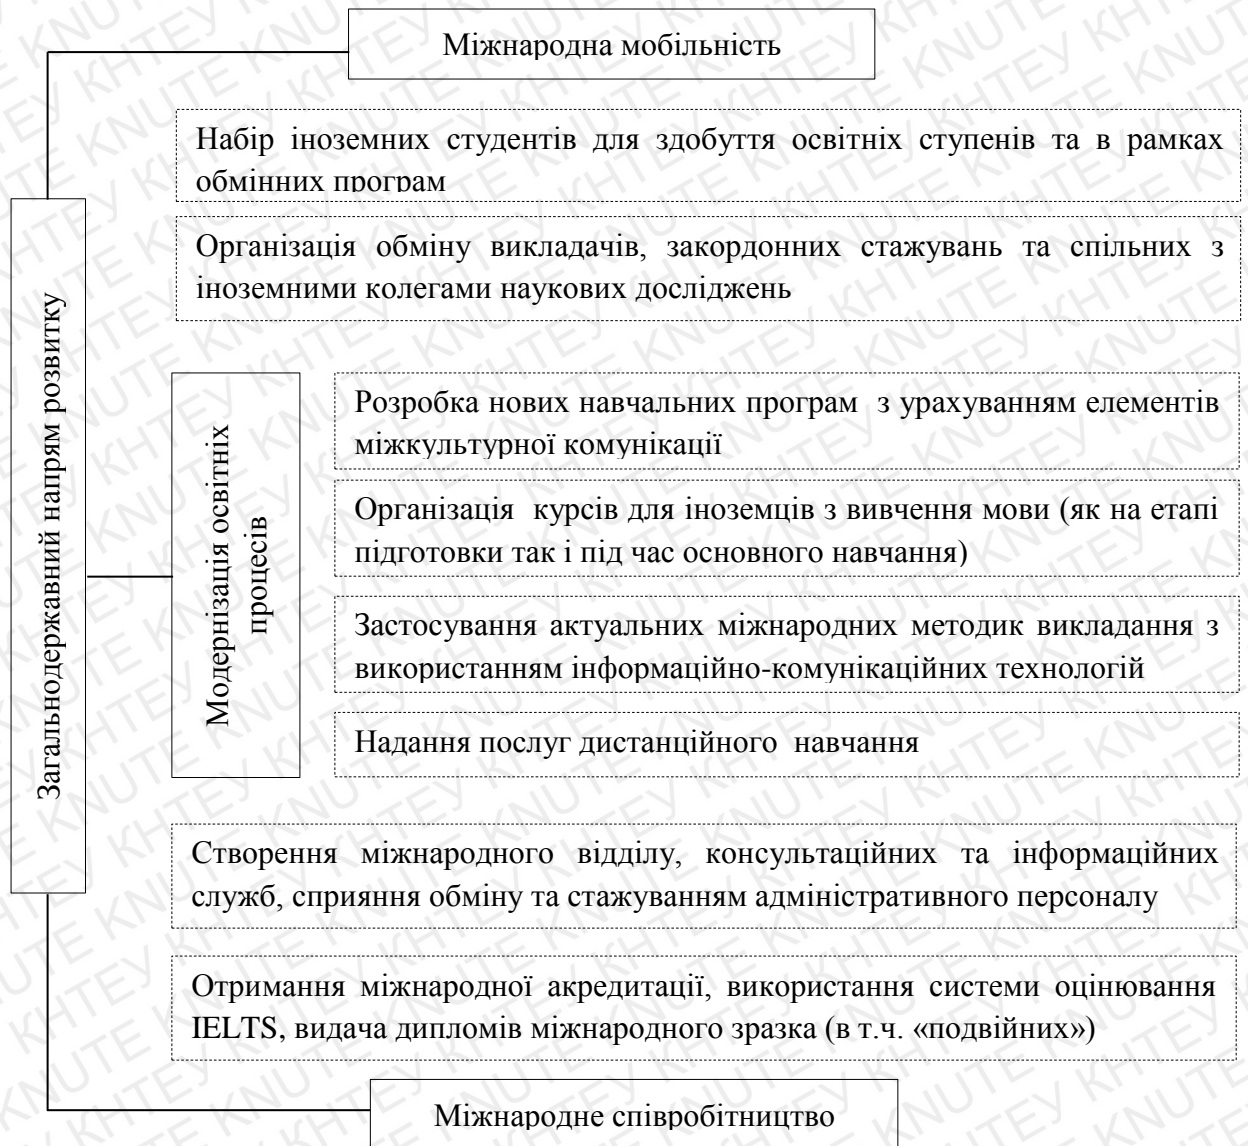 Міжнародна мобільність
Набір іноземних студентів для здобуття освітніх ступенів та в рамках
обмінних програм
Організація обміну викладачів, закордонних стажувань та спільних з
іноземними колегами наукових досліджень
Загальнодержавний напрям розвитку
Модернізація освітніх
процесів
Розробка нових навчальних програм з урахуванням елементів
міжкультурної комунікації
Організація курсів для іноземців з вивчення мови (як на етапі
підготовки так і під час основного навчання)
Застосування актуальних міжнародних методик викладання з
використанням інформаційно-комунікаційних технологій
Надання послуг дистанційного навчання
Створення міжнародного відділу, консультаційних та інформаційних
служб, сприяння обміну та стажуванням адміністративного персоналу
Отримання міжнародної акредитації, використання системи оцінювання
IELTS, видача дипломів міжнародного зразка (в т.ч. «подвійних»)
Міжнародне співробітництво